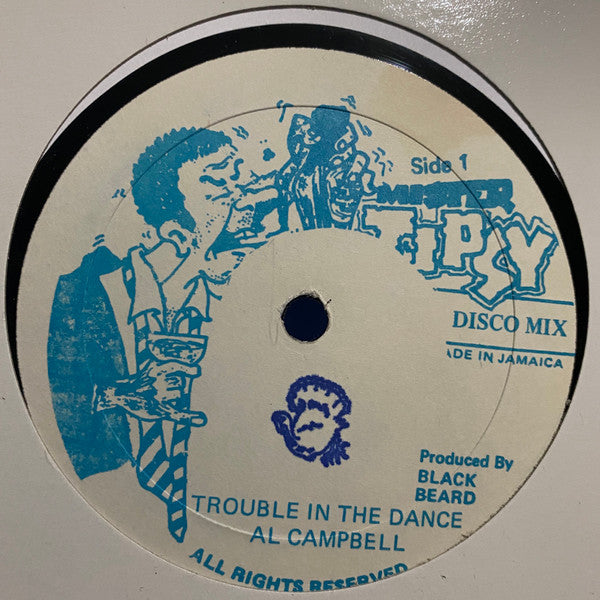 Side 1
MISTER
TIPSY
DISCO MIX
ADE IN JAMAICA
Produced By
BLACK
BEARD
TROUBLE IN THE DANCE
AL CAMPBELL
ALL RIGHTS RESERVED